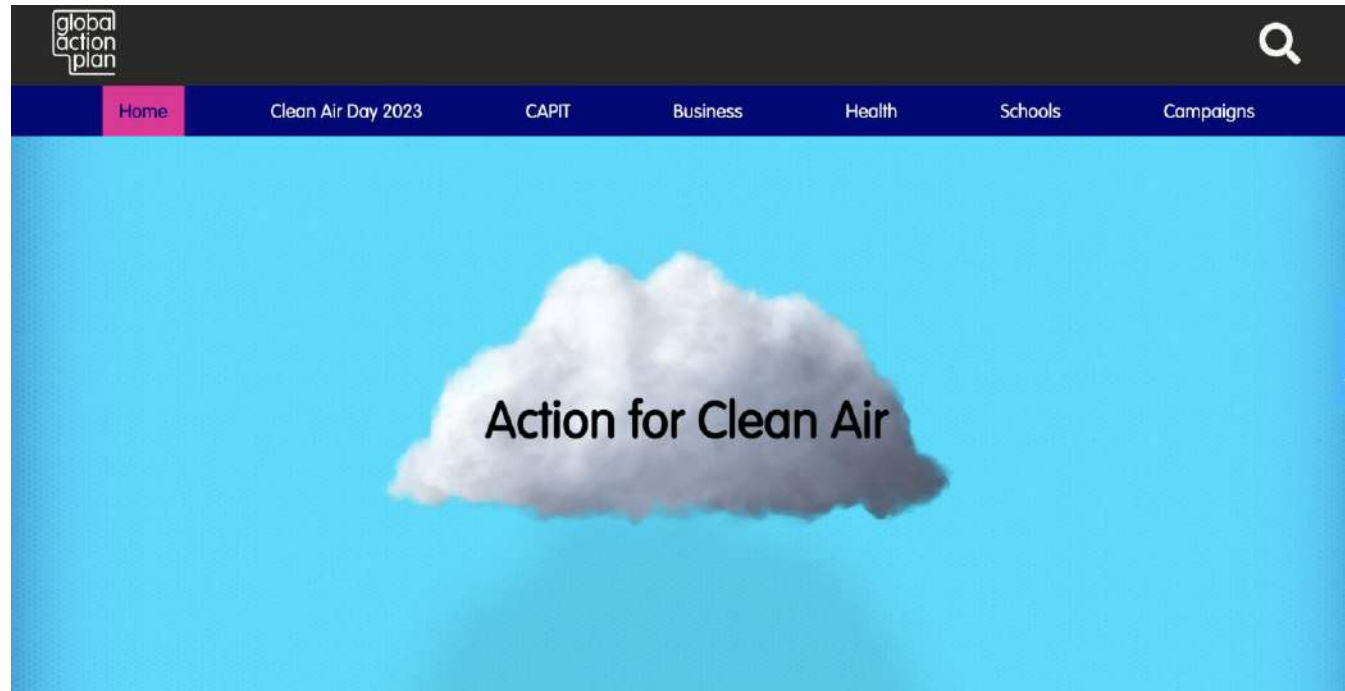 global
action
plan
Home Clean Air Day 2023 CAPIT Business Health Schools Campaigns
Action for Clean Air